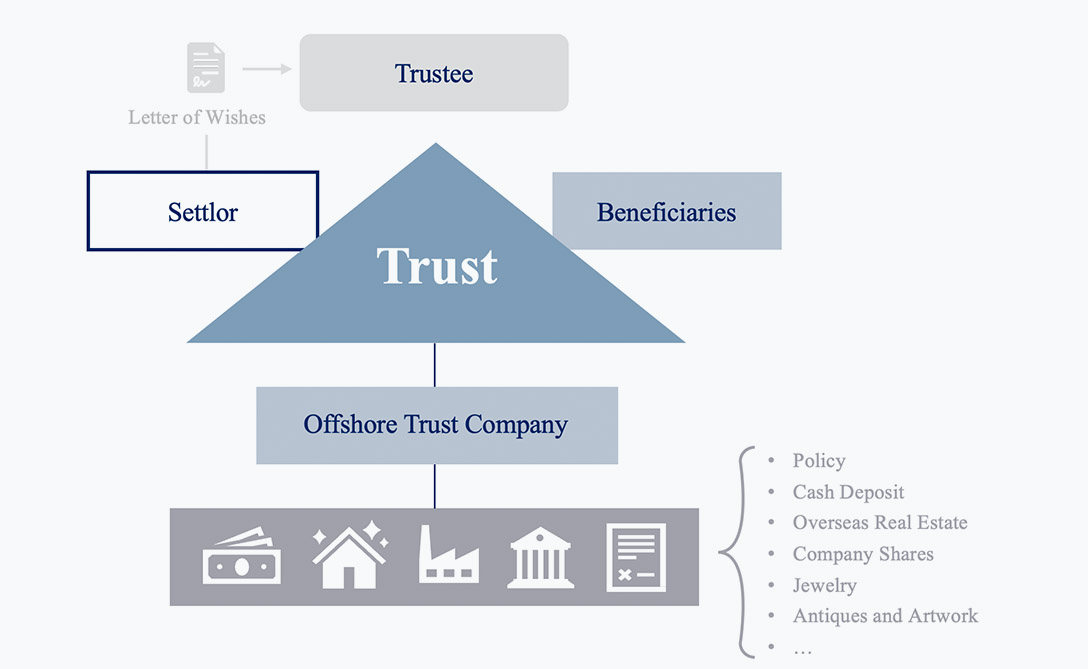 Trustee
Letter of Wishes
Settlor
Beneficiaries
Trust
Offshore Trust Company
• Policy
• Cash Deposit
• Overseas Real Estate
• Company Shares
• Jewelry
• Antiques and Artwork
• …